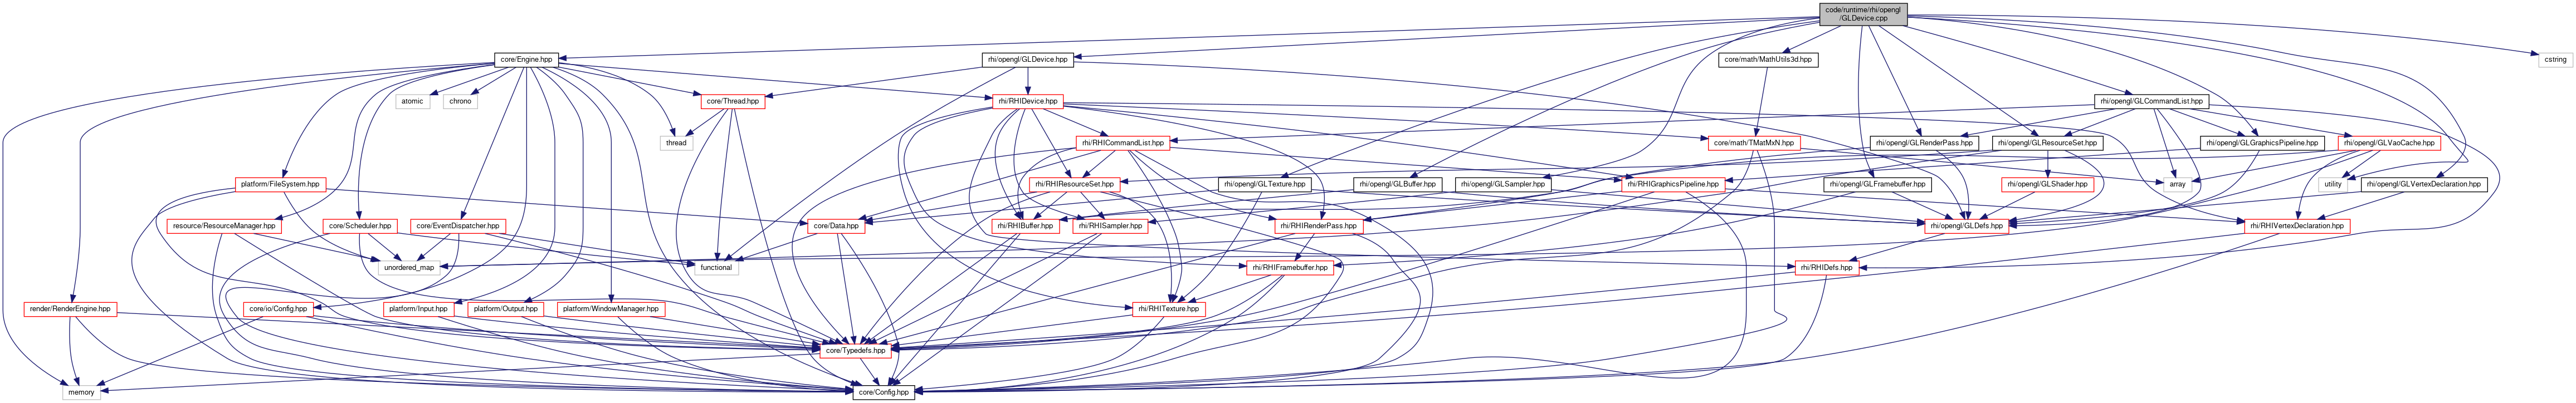 code/runtime/rhi/opengl
/GLDevice.cpp
core/Engine.hpp
rhi/opengl/GLDevice.hpp
core/math/MathUtils3d.hpp
cstring
atomic
chrono
core/Thread.hpp
rhi/RHIDevice.hpp
rhi/opengl/GLCommandList.hpp
thread
rhi/RHICommandList.hpp
core/math/TMatMxN.hpp
rhi/opengl/GLRenderPass.hpp
rhi/opengl/GLResourceSet.hpp
rhi/opengl/GLGraphicsPipeline.hpp
rhi/opengl/GLVaoCache.hpp
platform/FileSystem.hpp
rhi/RHIResourceSet.hpp
rhi/opengl/GLTexture.hpp
rhi/opengl/GLBuffer.hpp
rhi/opengl/GLSampler.hpp
rhi/RHIGraphicsPipeline.hpp
rhi/opengl/GLFramebuffer.hpp
rhi/opengl/GLShader.hpp
array
utility
rhi/opengl/GLVertexDeclaration.hpp
resource/ResourceManager.hpp
core/Scheduler.hpp
core/EventDispatcher.hpp
core/Data.hpp
rhi/RHIBuffer.hpp
rhi/RHISampler.hpp
rhi/RHIRenderPass.hpp
rhi/opengl/GLDefs.hpp
rhi/RHIVertexDeclaration.hpp
unordered_map
functional
rhi/RHIFramebuffer.hpp
rhi/RHIDefs.hpp
render/RenderEngine.hpp
core/io/Config.hpp
platform/Input.hpp
platform/Output.hpp
platform/WindowManager.hpp
rhi/RHITexture.hpp
core/Typedefs.hpp
memory
core/Config.hpp